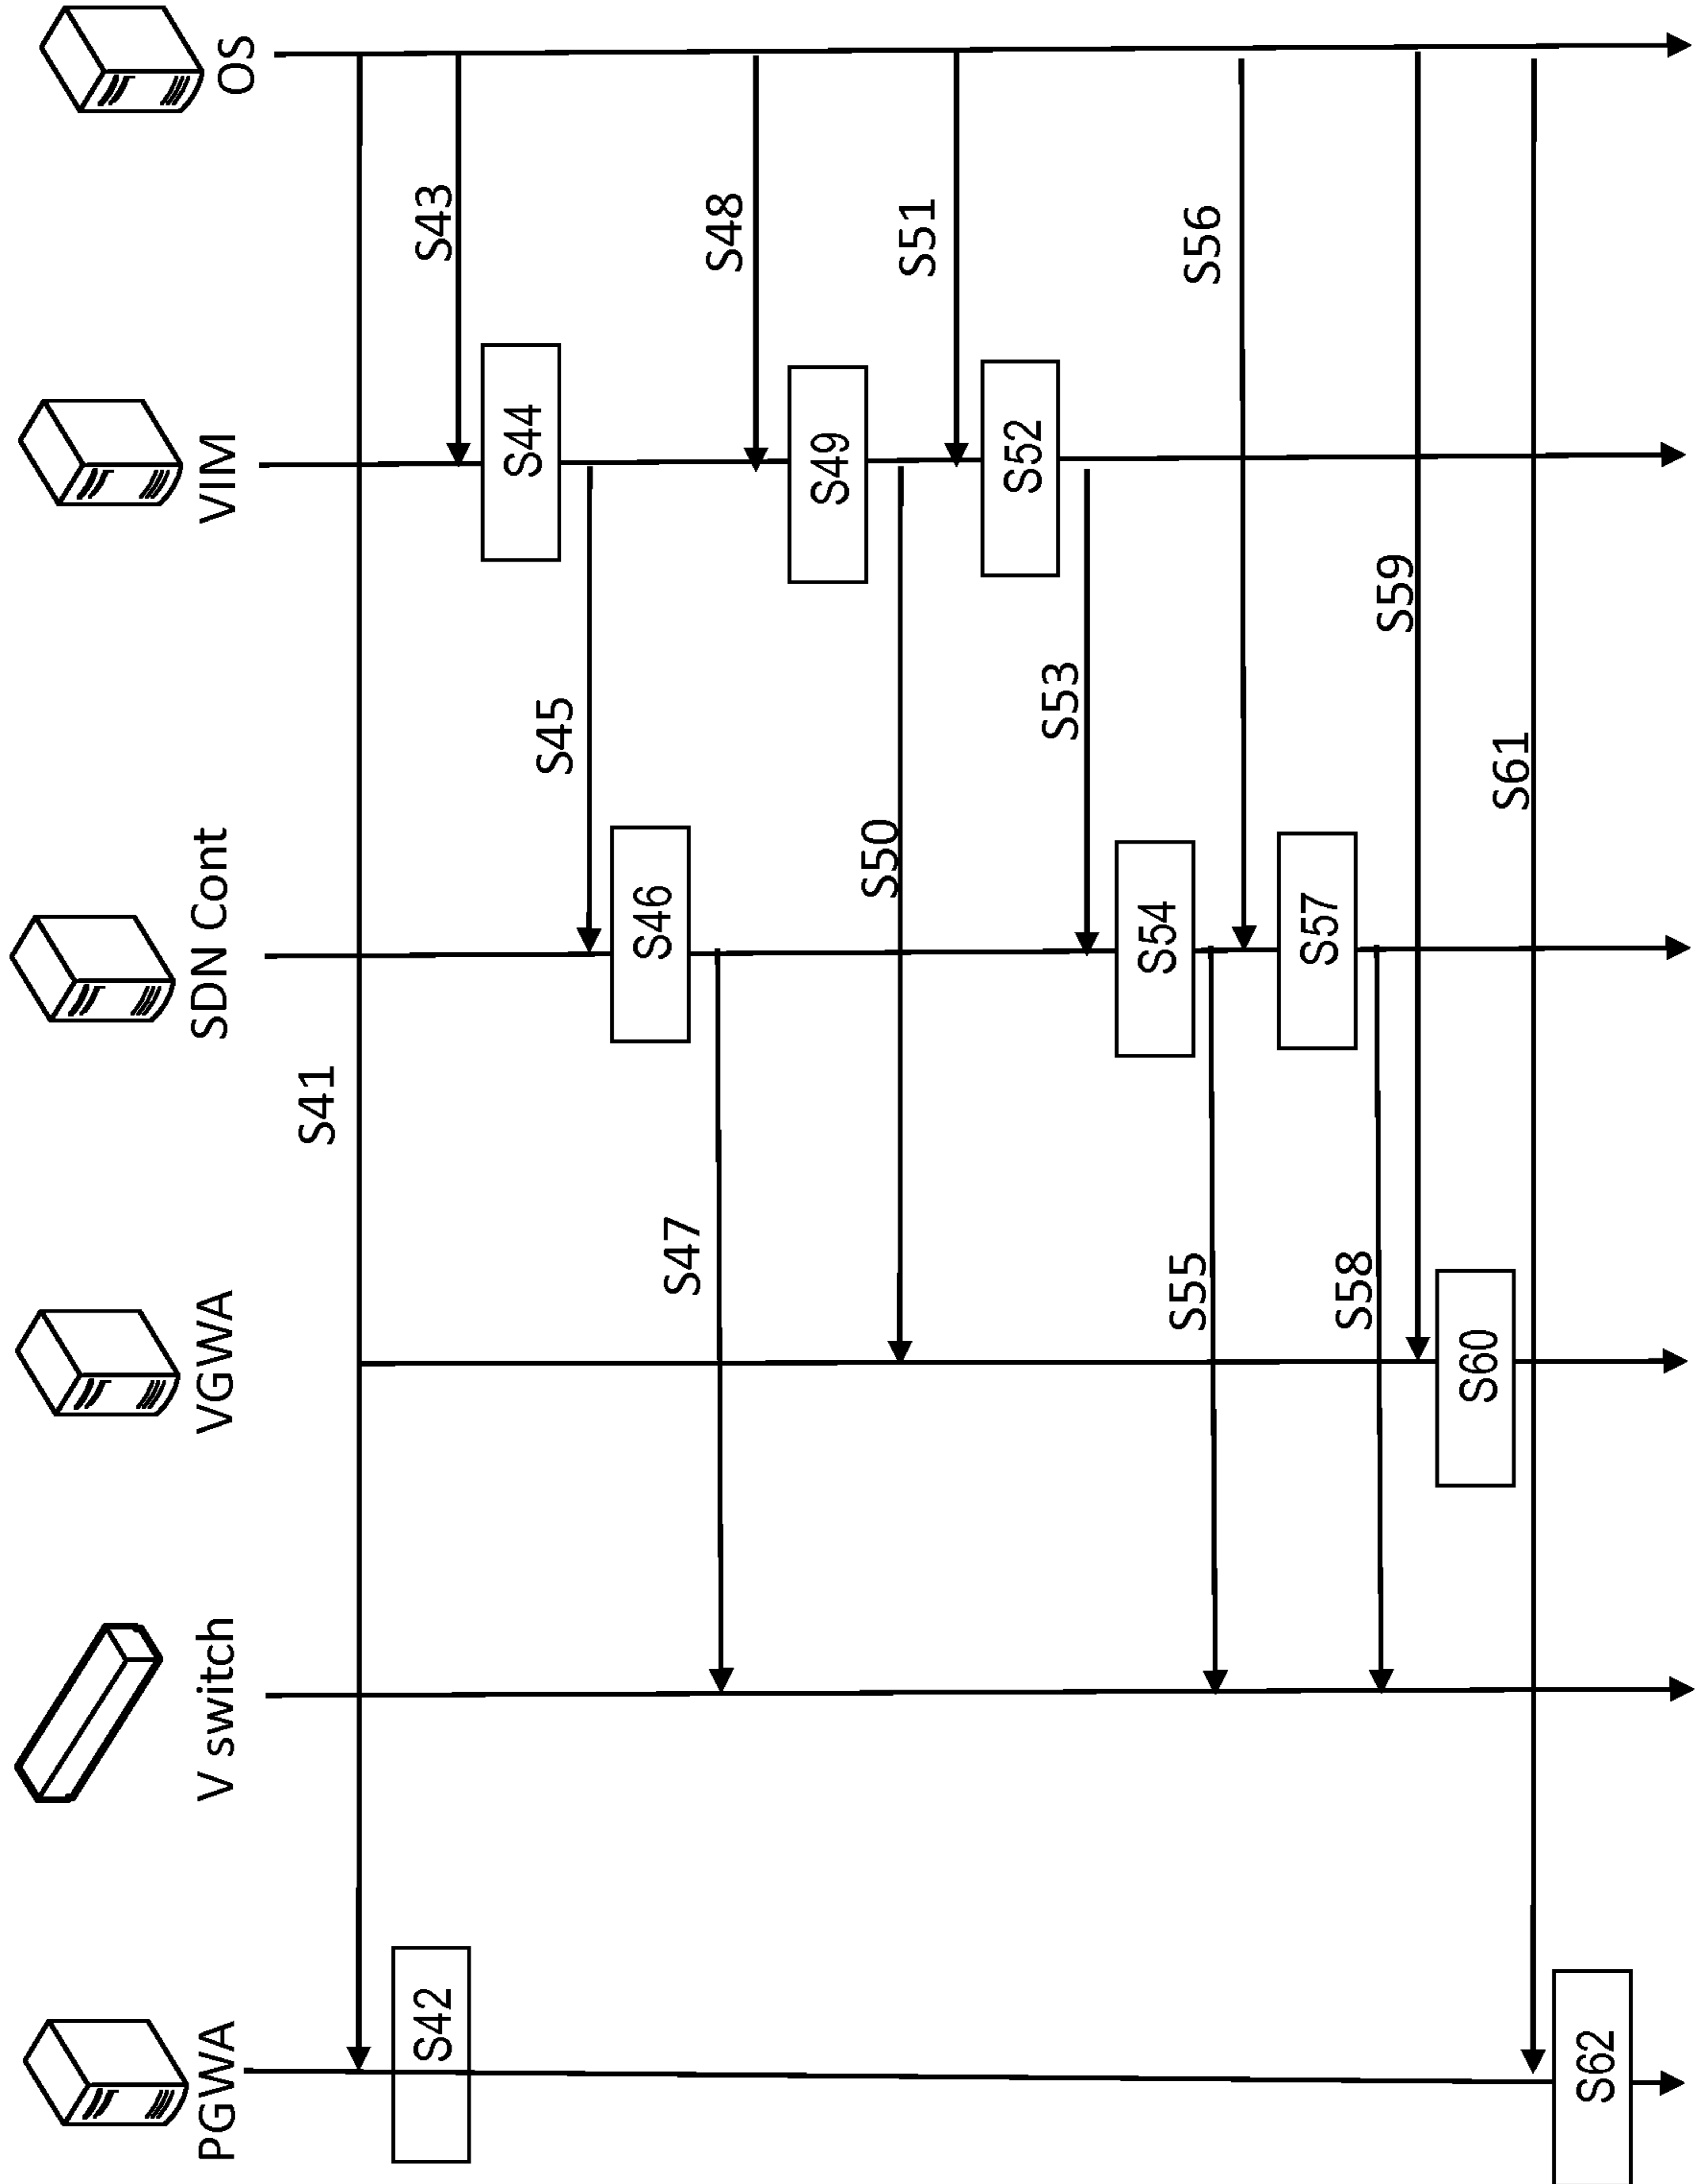 PGWA
V switch
VGWA
SDN Cont
VIM
OS
S41
S42
S43
S44
S45
S46
S47
S48
S49
S50
S51
S52
S53
S54
S55
S56
S57
S58
S59
S60
S61
S62